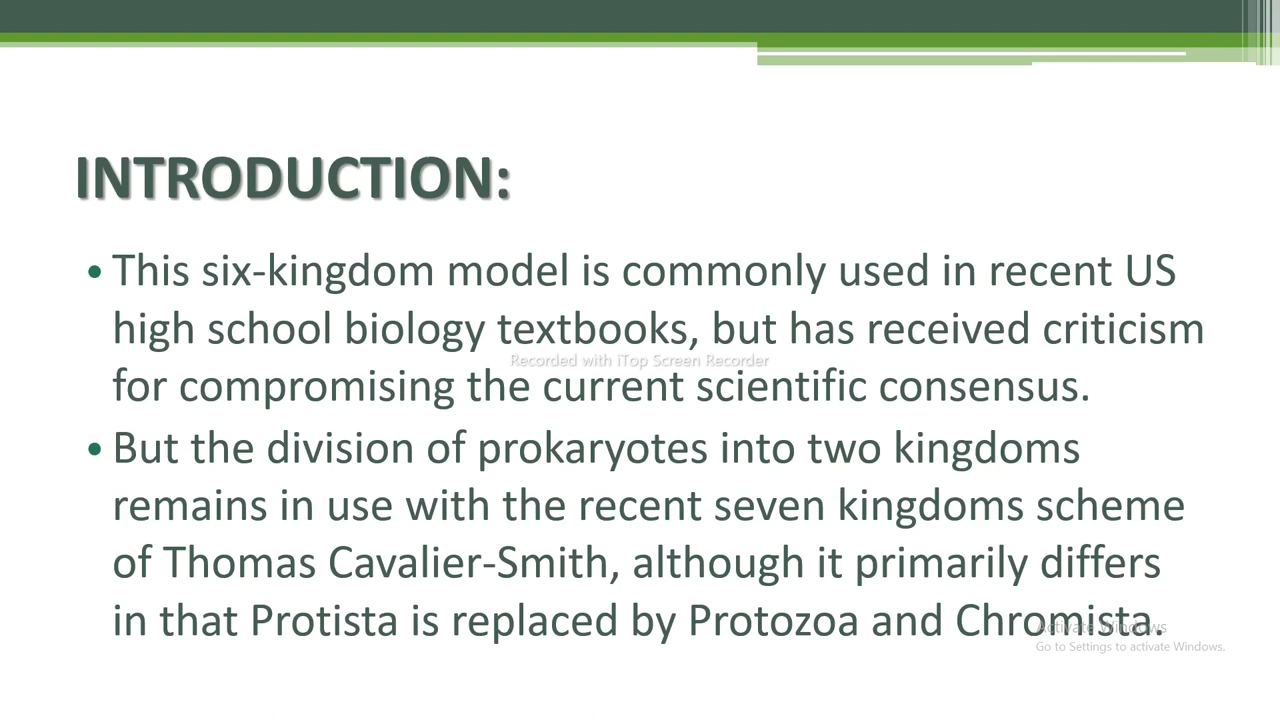 INTRODUCTION:
• This six-kingdom model is commonly used in recent US
high school biology textbooks, but has received criticism
Recorded with iTop Screen Recorder
for compromising the current scientific consensus.
• But the division of prokaryotes into two kingdoms
remains in use with the recent seven kingdoms scheme
of Thomas Cavalier-Smith, although it primarily differs
in that Protista is replaced by Protozoa and Chromista.
Activate Windows
Go to Settings to activate Windows.